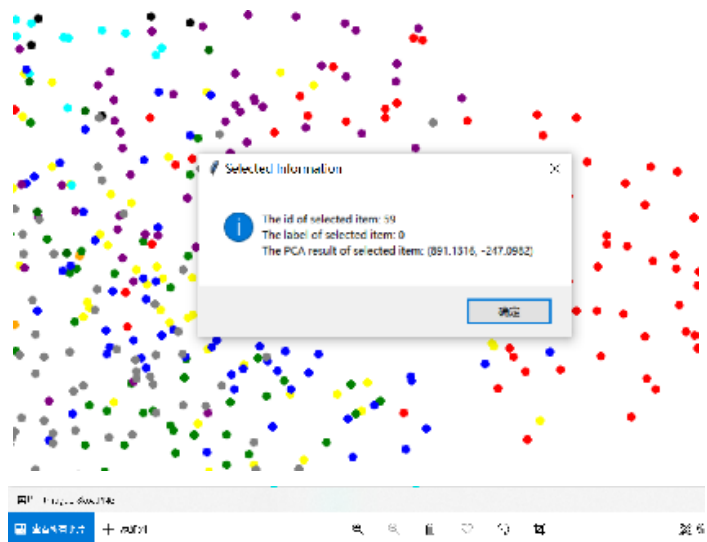 Selected Information
The id of selected item: 59
The label of selected item: 0
The PCA result of selected item: (891.1316, -247.0952)
确定